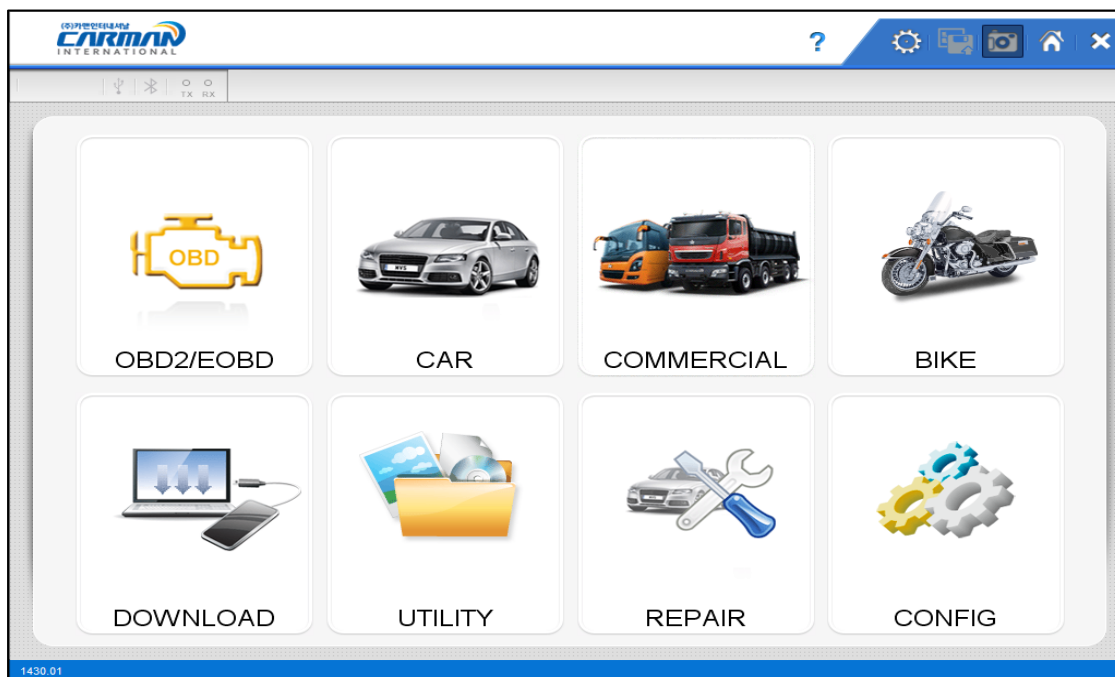 (주)카맨인터내셔날
CARMAN
INTERNATIONAL
?
TX RX
OBD
OBD2/EOBD
CAR
COMMERCIAL
BIKE
DOWNLOAD
UTILITY
REPAIR
CONFIG
1430.01